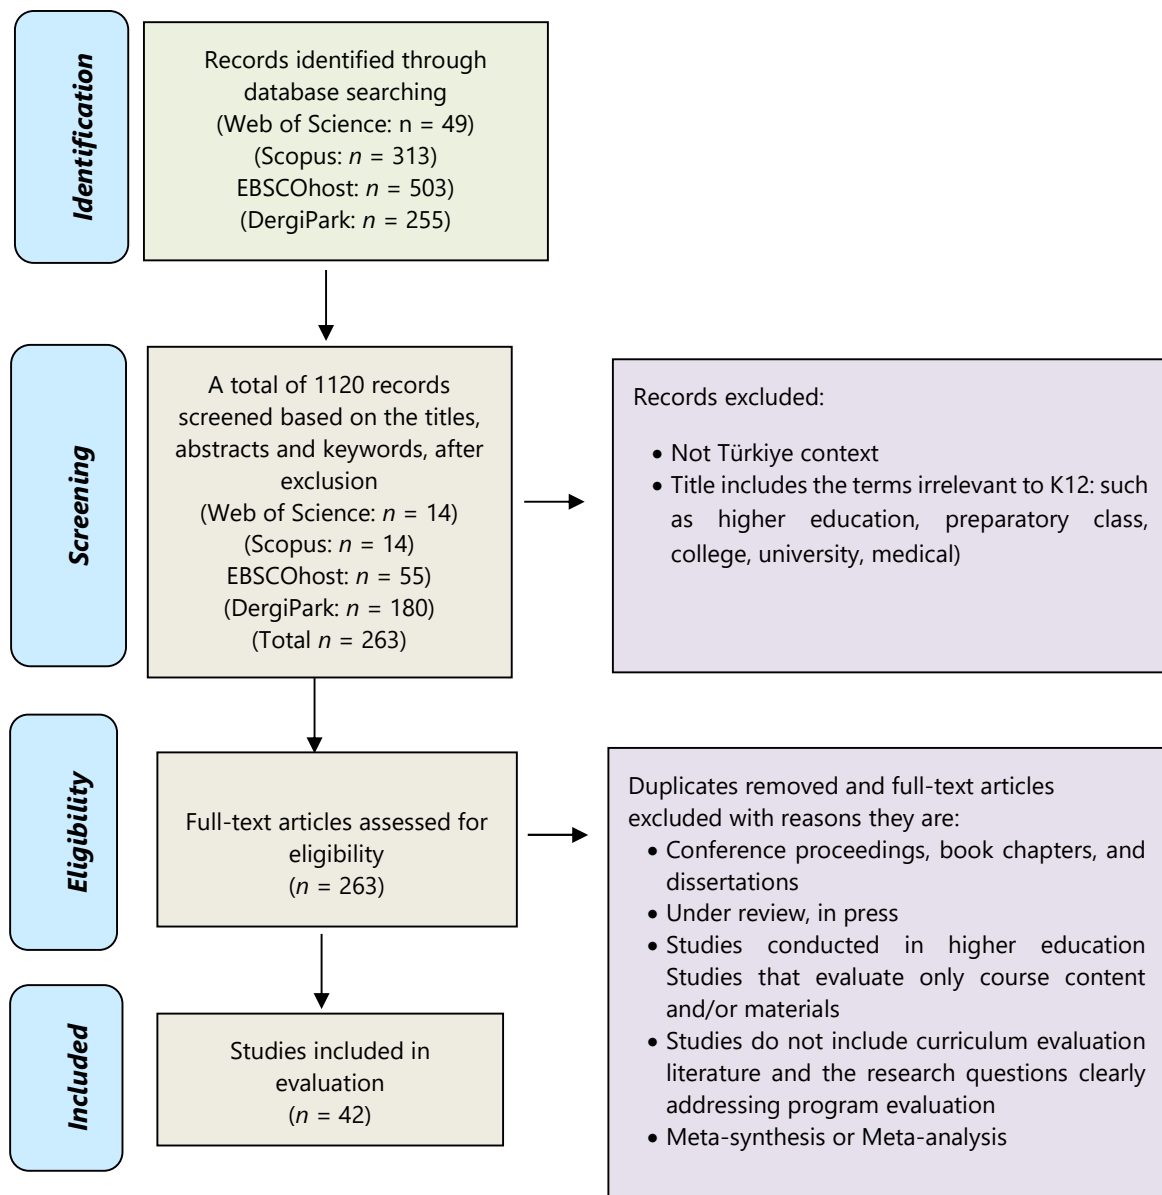 Identification
Records identified through
database searching
(Web of Science: n = 49)
(Scopus: n = 313)
EBSCOhost: n = 503)
(DergiPark: n = 255)
Screening
A total of 1120 records
screened based on the titles,
abstracts and keywords, after
exclusion
(Web of Science: n = 14)
(Scopus: n = 14)
EBSCOhost: n = 55)
(DergiPark: n = 180)
(Total n = 263)
Records excluded:
• Not Türkiye context
• Title includes the terms irrelevant to K12: such
as higher education, preparatory class,
college, university, medical)
Eligibility
Full-text articles assessed for
eligibility
(n = 263)
Duplicates removed and full-text articles
excluded with reasons they are:
• Conference proceedings, book chapters, and
dissertations
• Under review, in press
• Studies conducted in higher education
Studies that evaluate only course content
and/or materials
• Studies do not include curriculum evaluation
literature and the research questions clearly
addressing program evaluation
• Meta-synthesis or Meta-analysis
Included
Studies included in
evaluation
(n = 42)